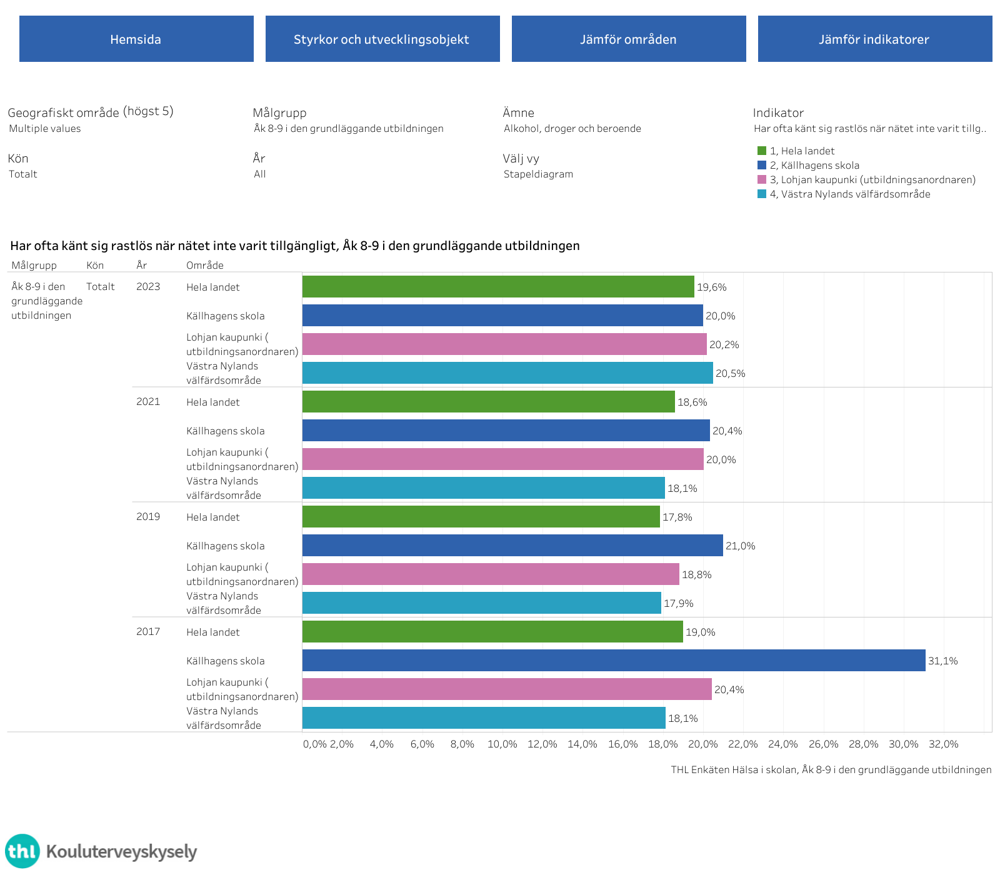 Hemsida
Styrkor och utvecklingsobjekt
Jämför områden
Jämför indikatorer
Geografiskt område (högst 5)
Multiple values
Målgrupp
Åk 8-9 i den grundläggande utbildningen
Ämne
Alkohol, droger och beroende
Indikator
Har ofta känt sig rastlös när nätet inte varit tillg..
Kön
Totalt
År
All
Välj vy
Stapeldiagram
1, Hela landet
2, Källhagens skola
3, Lohjan kaupunki (utbildningsanordnaren)
4, Västra Nylands välfärdsområde
Har ofta känt sig rastlös när nätet inte varit tillgängligt, Åk 8-9 i den grundläggande utbildningen
Målgrupp Kön År Område
Åk 8-9 i den
grundläggande
utbildningen
Totalt
2023
Hela landet
19,6%
Källhagens skola
20,0%
Lohjan kaupunki (
utbildningsanordnaren)
20,2%
Västra Nylands
välfärdsområde
20,5%
2021
Hela landet
18,6%
Källhagens skola
20,4%
Lohjan kaupunki (
utbildningsanordnaren)
20,0%
Västra Nylands
välfärdsområde
18,1%
2019
Hela landet
17,8%
Källhagens skola
21,0%
Lohjan kaupunki (
utbildningsanordnaren)
18,8%
Västra Nylands
välfärdsområde
17,9%
2017
Hela landet
19,0%
Källhagens skola
31,1%
Lohjan kaupunki (
utbildningsanordnaren)
20,4%
Västra Nylands
välfärdsområde
18,1%
0,0% 2,0% 4,0% 6,0% 8,0% 10,0% 12,0% 14,0% 16,0% 18,0% 20,0% 22,0% 24,0% 26,0% 28,0% 30,0% 32,0%
THL Enkäten Hälsa i skolan, Åk 8-9 i den grundläggande utbildningen
thl Kouluterveyskysely